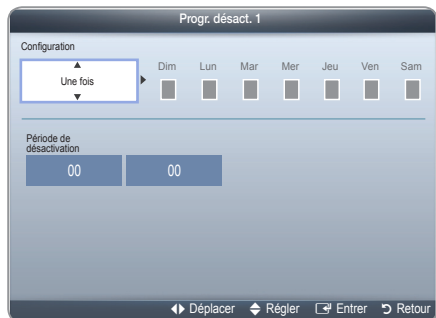 Progr. désact. 1
Configuration
Une fois
Dim Lun Mar Mer Jeu Ven Sam
Période de
désactivation
00 00
Déplacer Régler Entrer Retour